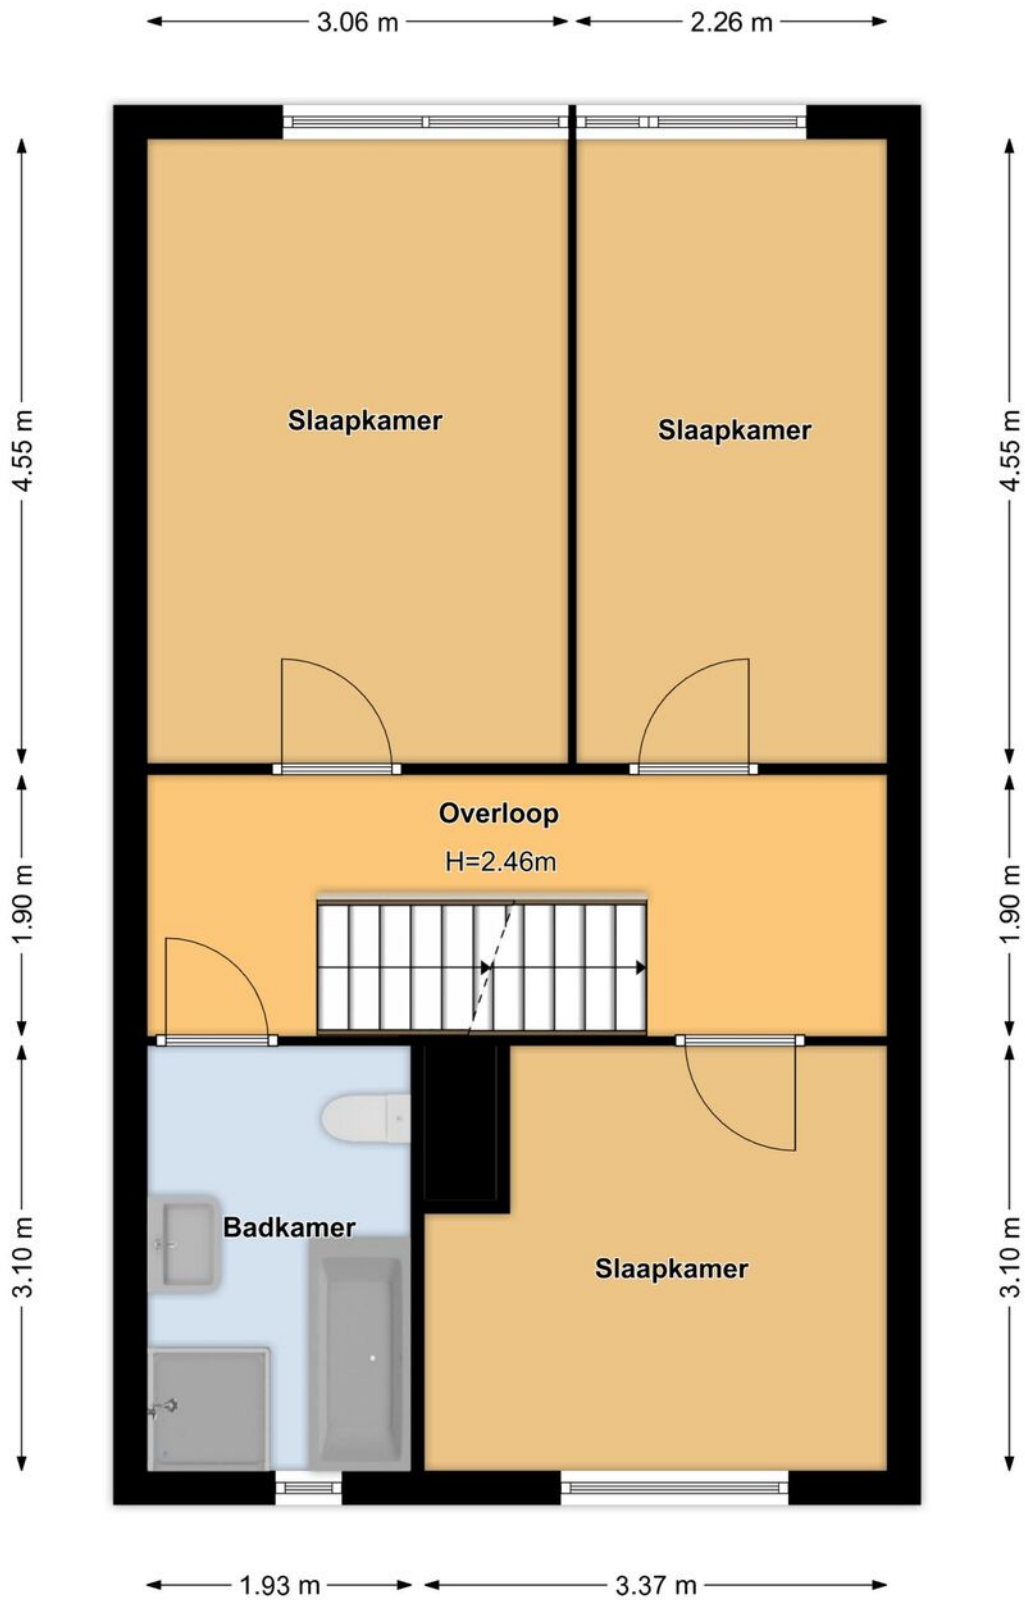 3.06 m
2.26 m
4.55 m
4.55 m
Slaapkamer
Slaapkamer
Overloop
H=2.46m
1.90 m
1.90 m
Badkamer
Slaapkamer
3.10 m
3.10 m
1.93 m
3.37 m